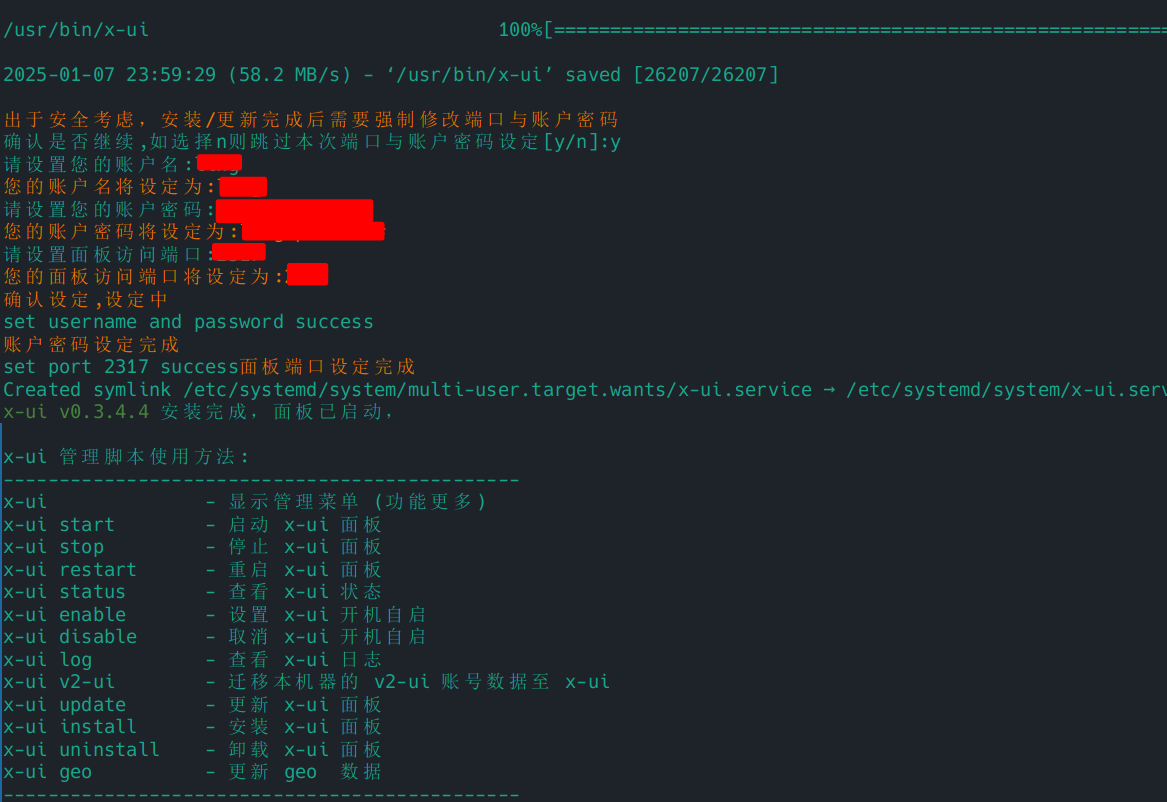 /usr/bin/x-ui 100%[======================================================
2025-01-07 23:59:29 (58.2 MB/s) - ‘/usr/bin/x-ui’ saved [26207/26207]
出于安全考虑，安装/更新完成后需要强制修改端口与账户密码
确认是否继续,如选择n则跳过本次端口与账户密码设定[y/n]:y
请设置您的账户名:
您的账户名将设定为:
请设置您的账户密码:
您的账户密码将设定为:
请设置面板访问端口:
您的面板访问端口将设定为:
确认设定,设定中
set username and password success
账户密码设定完成
set port 2317 success面板端口设定完成
Created symlink /etc/systemd/system/multi-user.target.wants/x-ui.service → /etc/systemd/system/x-ui.serv
x-ui v0.3.4.4 安装完成，面板已启动，
x-ui 管理脚本使用方法:
----------------------------------------------
x-ui - 显示管理菜单 (功能更多)
x-ui start - 启动 x-ui 面板
x-ui stop - 停止 x-ui 面板
x-ui restart - 重启 x-ui 面板
x-ui status - 查看 x-ui 状态
x-ui enable - 设置 x-ui 开机自启
x-ui disable - 取消 x-ui 开机自启
x-ui log - 查看 x-ui 日志
x-ui v2-ui - 迁移本机器的 v2-ui 账号数据至 x-ui
x-ui update - 更新 x-ui 面板
x-ui install - 安装 x-ui 面板
x-ui uninstall - 卸载 x-ui 面板
x-ui geo - 更新 geo 数据
----------------------------------------------